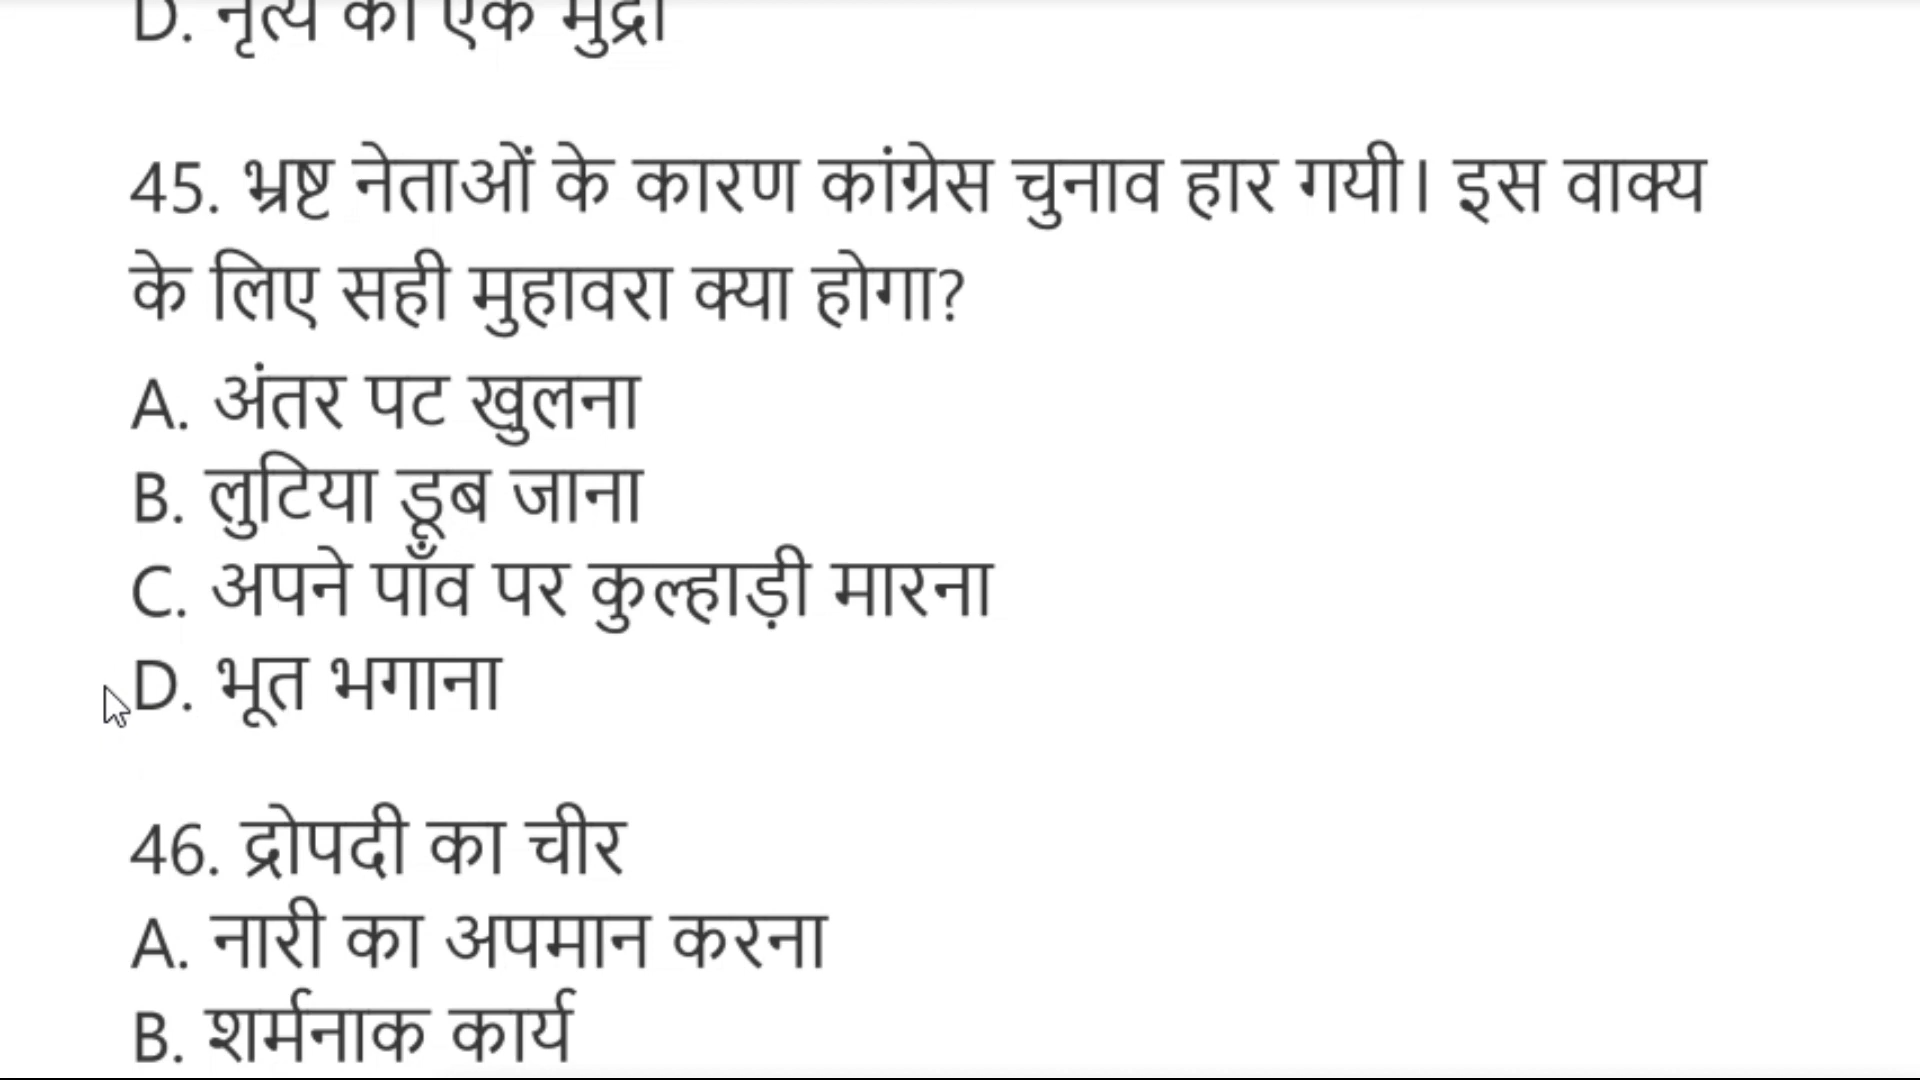 D. नृत्य की एक मुद्रा
45. भ्रष्ट नेताओं के कारण कांग्रेस चुनाव हार गयी। इस वाक्य
के लिए सही मुहावरा क्या होगा?
A. अंतर पट खुलना
B. लुटिया डूब जाना
C. अपने पाँव पर कुल्हाड़ी मारना
D. भूत भगाना
46. द्रोपदी का चीर
A. नारी का अपमान करना
B. शर्मनाक कार्य